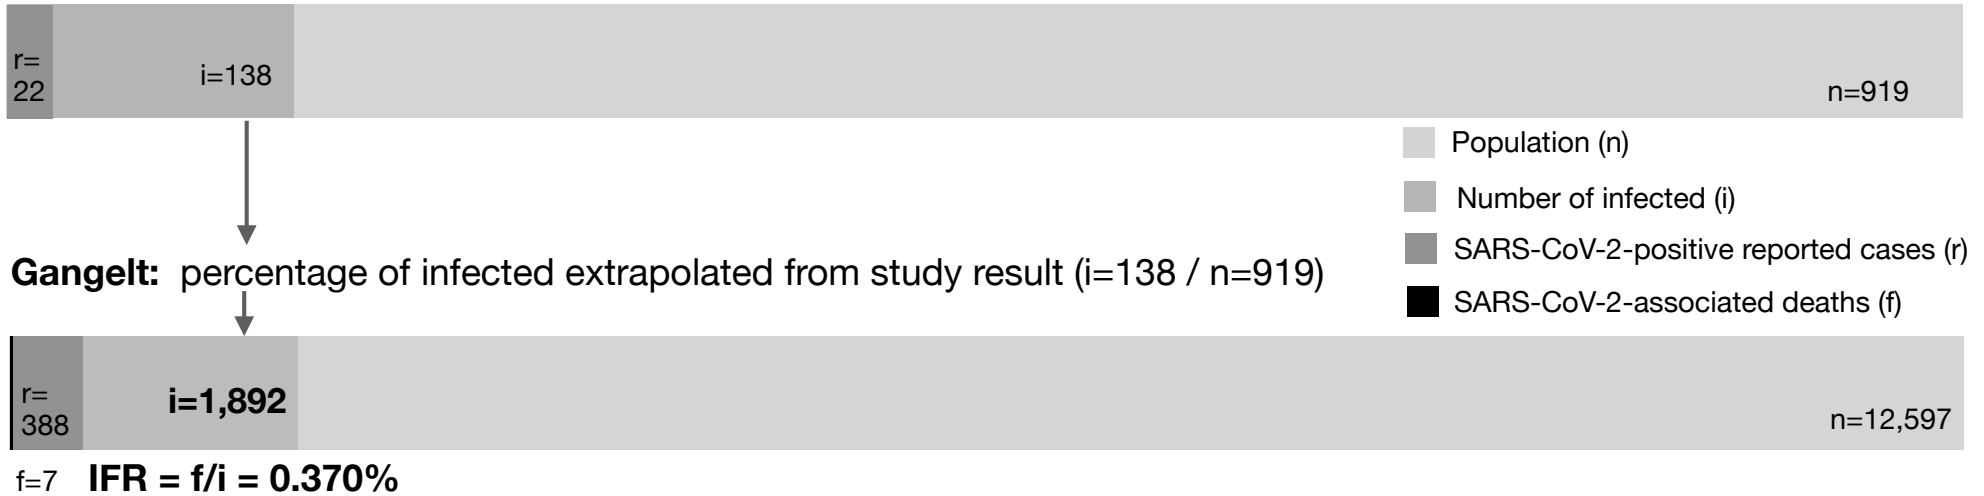 r=
22
i=138
n=919
Population (n)
Number of infected (i)
SARS-CoV-2-positive reported cases (r)
SARS-CoV-2-associated deaths (f)
Gangelt: percentage of infected extrapolated from study result (i=138 / n=919)
r=
388
i=1,892
n=12,597
f=7 IFR = f/i = 0.370%